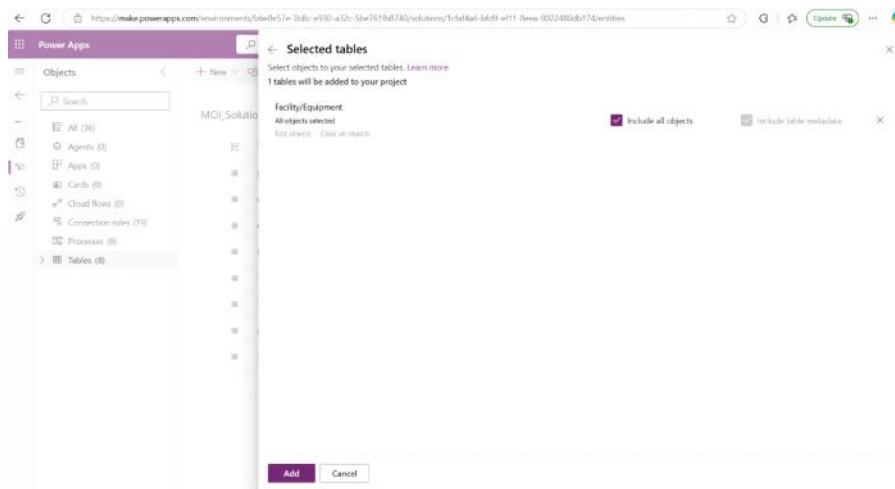 Update
Power Apps
Objects
Search
All (36)
Agents (0)
Apps (0)
Cards (0)
Cloud flows (0)
Connection roles (19)
Processes (9)
Tables (8)
New
MOI_Solutio
Selected tables
Select objects to your selected tables. Learn more
1 tables will be added to your project
Facility/Equipment
All objects selected
Edit objects Clear all objects
Include all objects
Include table metadata
Add Cancel